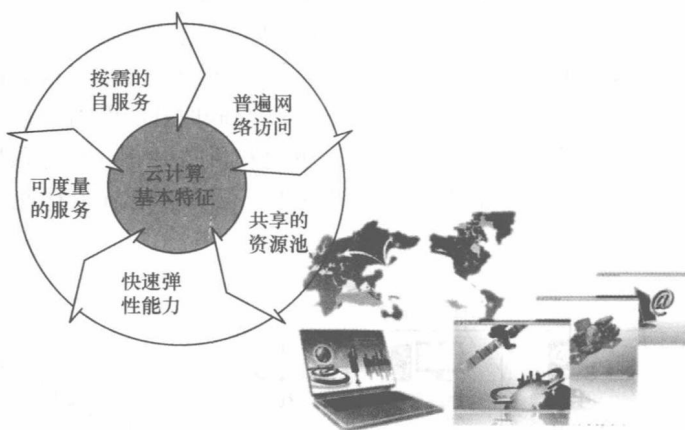 按需的
自服务
普遍网
络访问
云计算
基本特征
可度量
的服务
共享的
资源池
快速弹
性能力
@